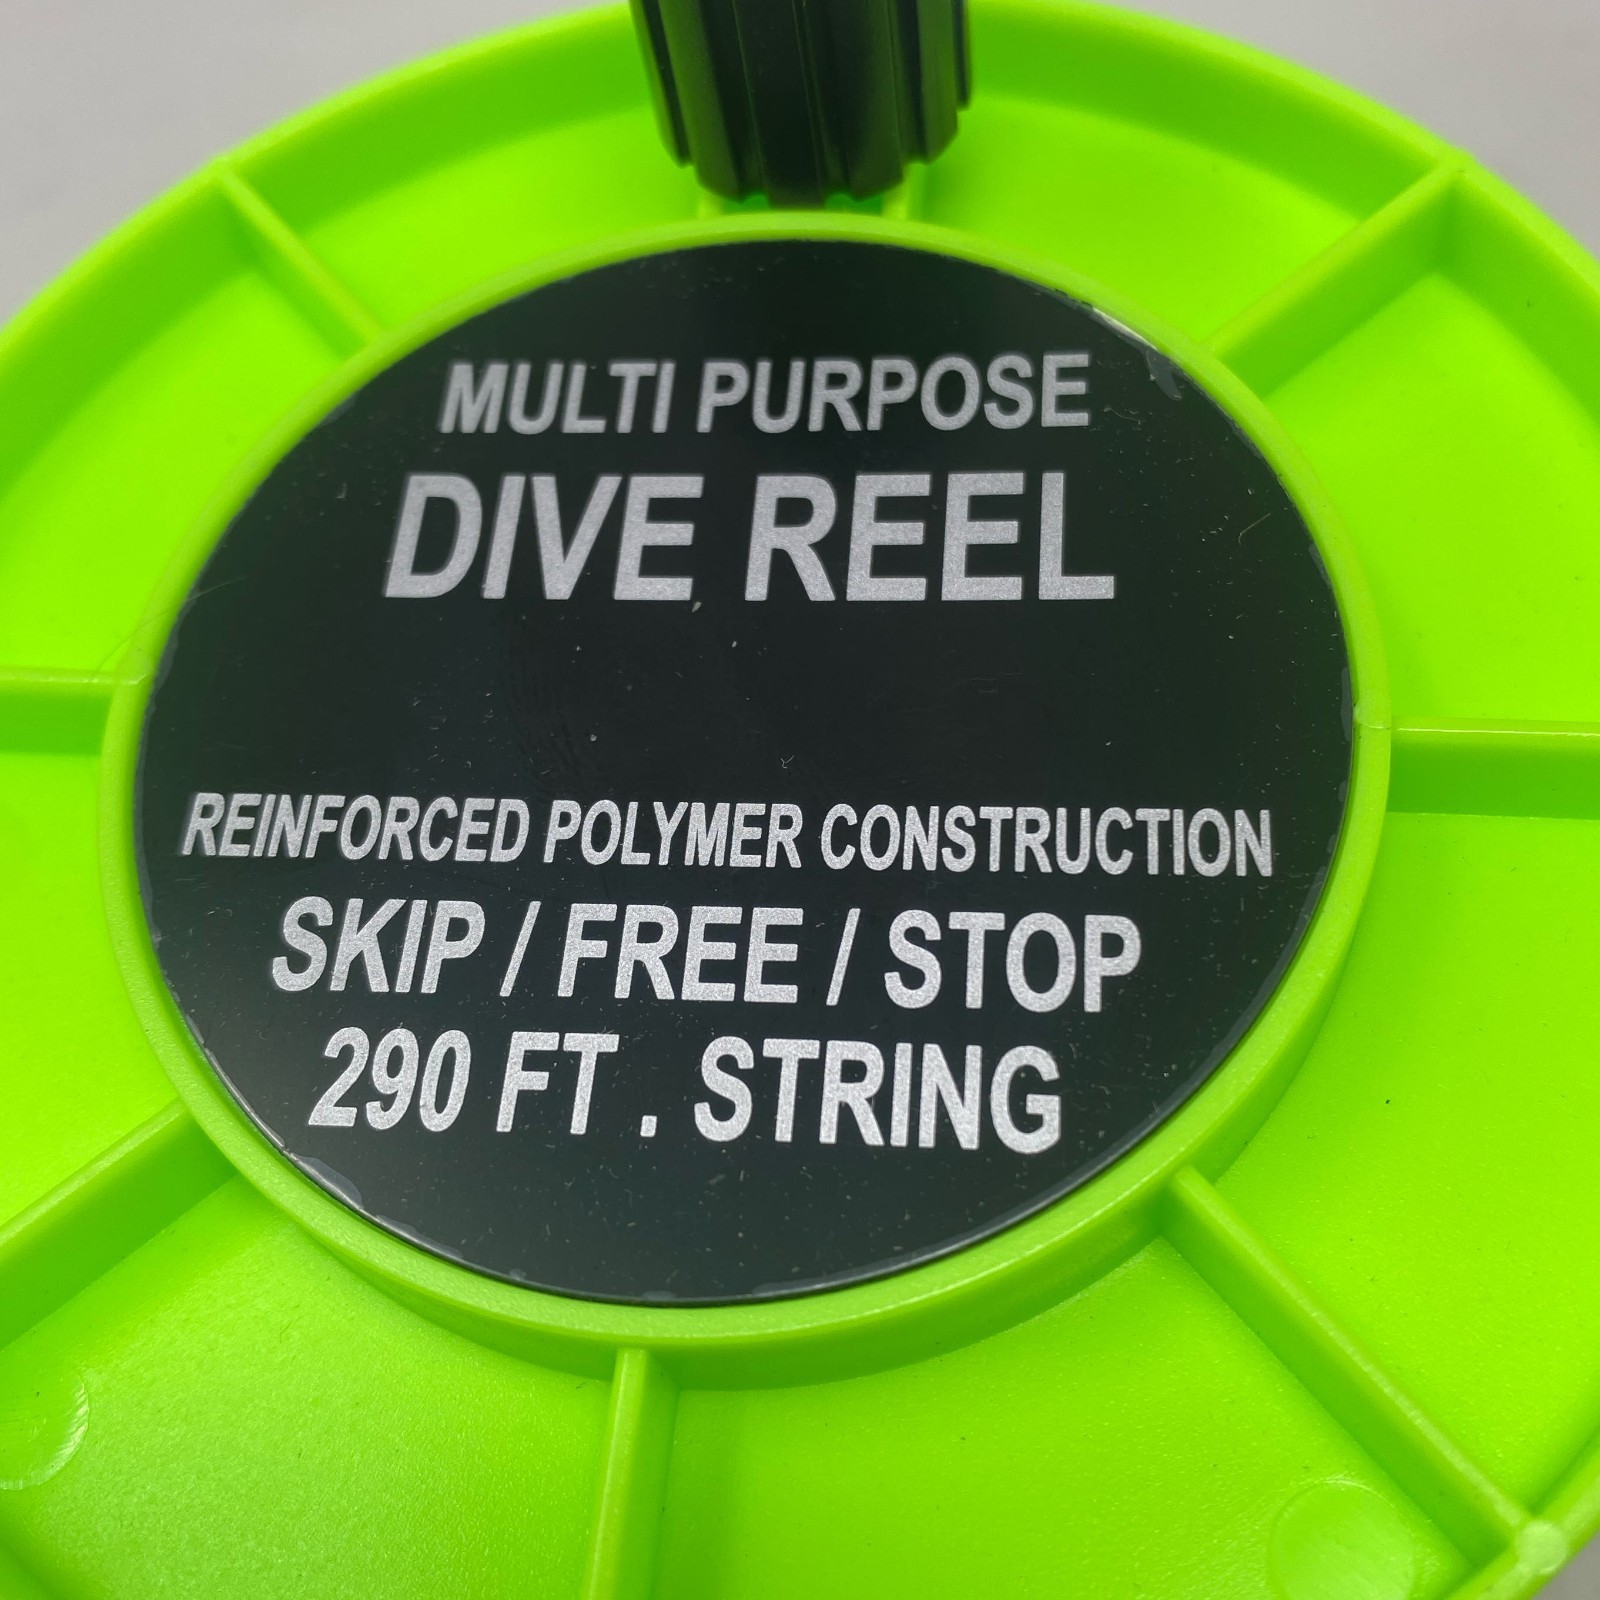 MULTI PURPOSE
DIVE REEL
REINFORCED POLYMER CONSTRUCTION
SKIP / FREE / STOP
290 FT . STRING